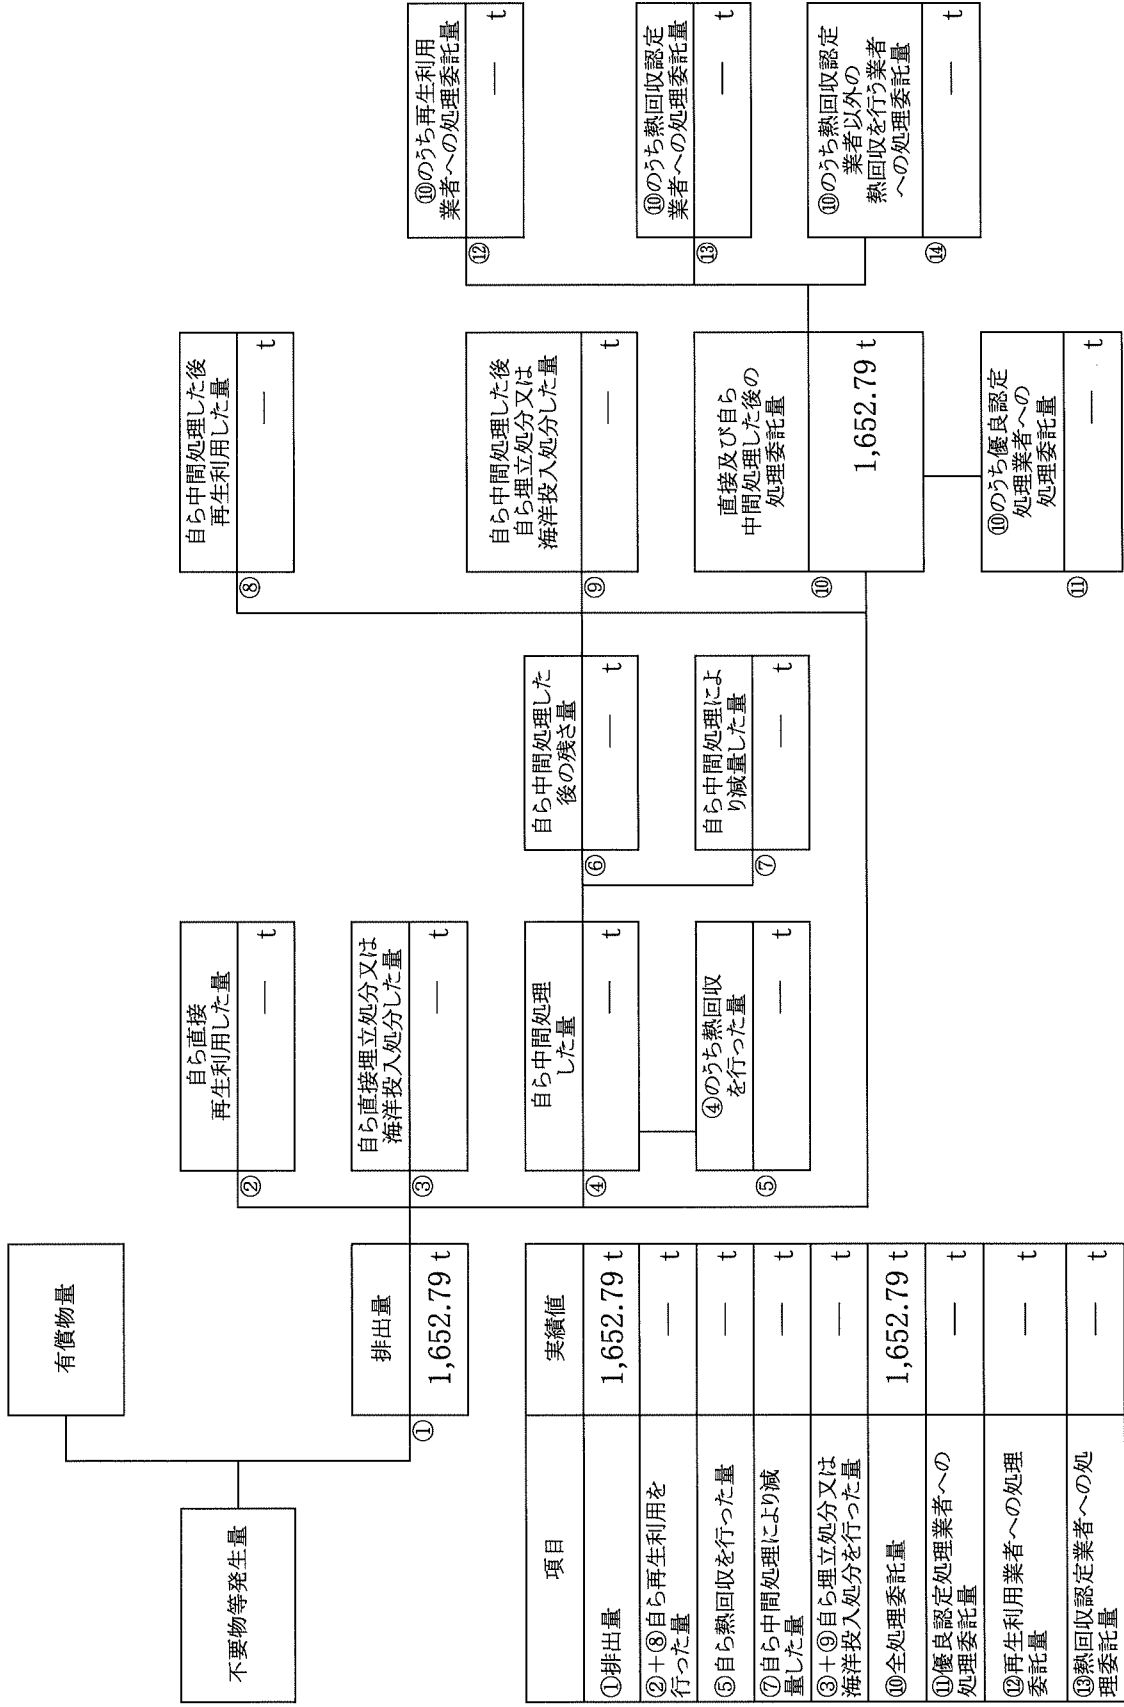 不要物等発生量
有償物量
①
排出量
1,652.79 t
②
自ら直接
再生利用した量
— t
③
自ら直接埋立処分又は
海洋投入処分した量
— t
④
自ら中間処理
した量
— t
⑤
④のうち熱回収
を行った量
— t
⑥
自ら中間処理した
後の残さ量
— t
⑦
自ら中間処理によ
り減量した量
— t
⑧
自ら中間処理した後
再生利用した量
— t
⑨
自ら中間処理した後
自ら埋立処分又は
海洋投入処分した量
— t
⑩
直接及び自ら
中間処理した後の
処理委託量
1,652.79 t
⑪
⑩のうち優良認定
処理業者への
処理委託量
— t
⑫
⑩のうち再生利用
業者への処理委託量
— t
⑬
⑩のうち熱回収認定
業者への処理委託量
— t
⑭
⑩のうち熱回収認定
業者以外の
熱回収を行う業者
への処理委託量
— t
項目 実績値
①排出量 1,652.79 t
②+⑧自ら再生利用を
行った量 — t
⑤自ら熱回収を行った量 — t
⑦自ら中間処理により減
量した量 — t
③+⑨自ら埋立処分又は
海洋投入処分を行った量 — t
⑩全処理委託量 1,652.79 t
⑪優良認定処理業者への
処理委託量 — t
⑫再生利用業者への処理
委託量 — t
⑬熱回収認定業者への処
理委託量 — t